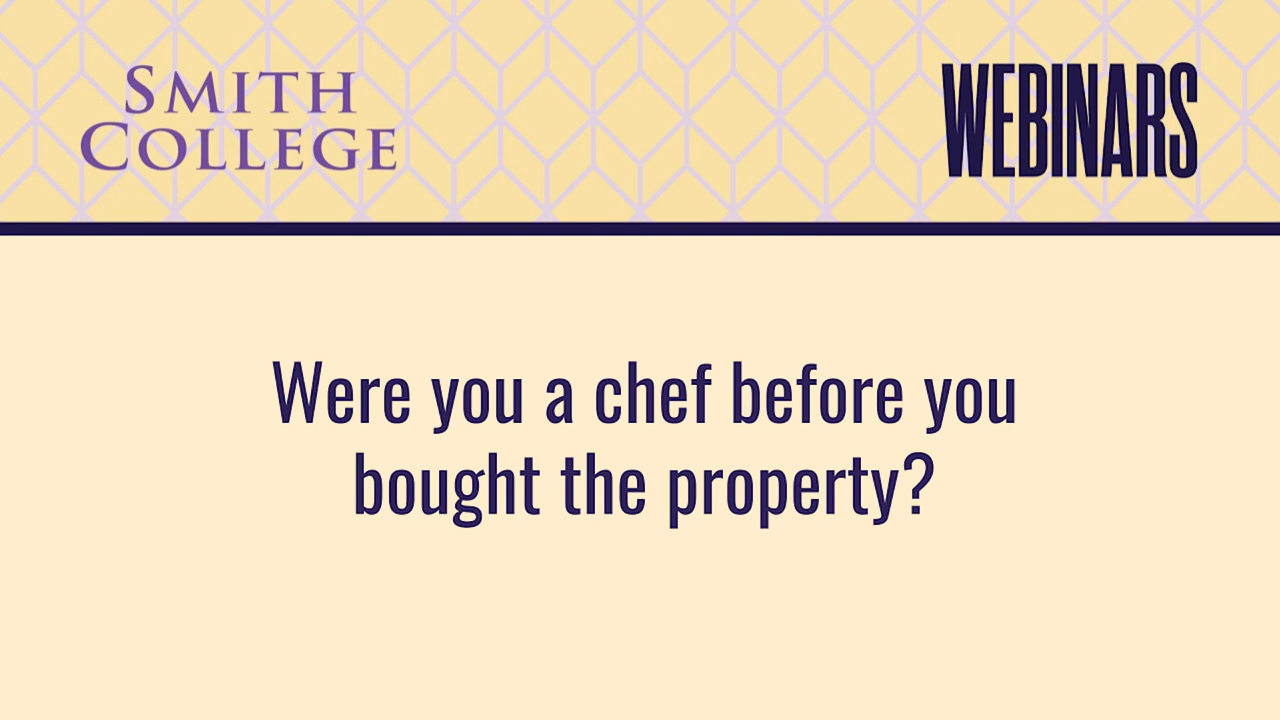 SMITH
COLLEGE
WEBINARS
Were you a chef before you
bought the property?